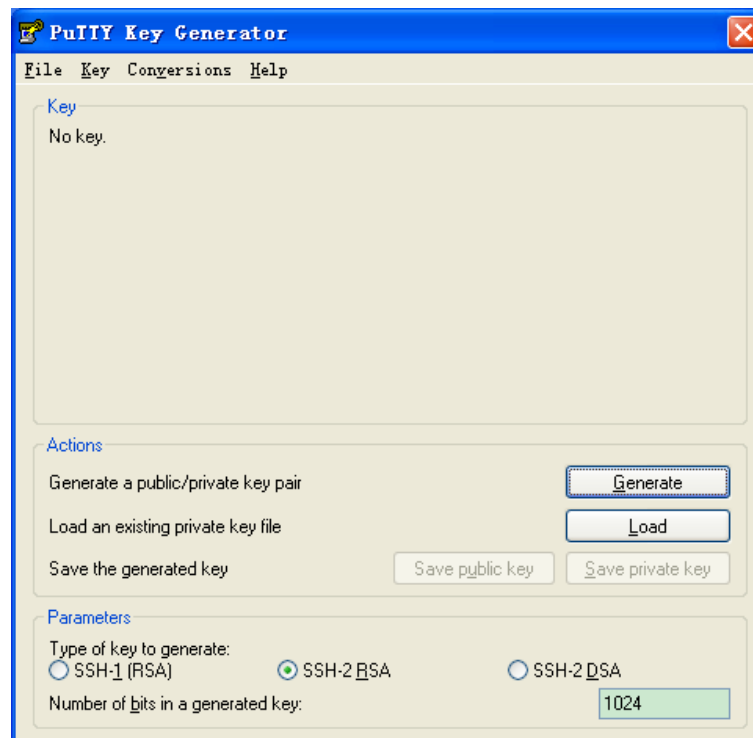 PuTTY Key Generator
File Key Conversions Help
Key
No key.
Actions
Generate a public/private key pair
Generate
Load an existing private key file
Load
Save the generated key
Save public key
Save private key
Parameters
Type of key to generate:
SSH-1 (RSA)
SSH-2 RSA
SSH-2 DSA
Number of bits in a generated key:
1024